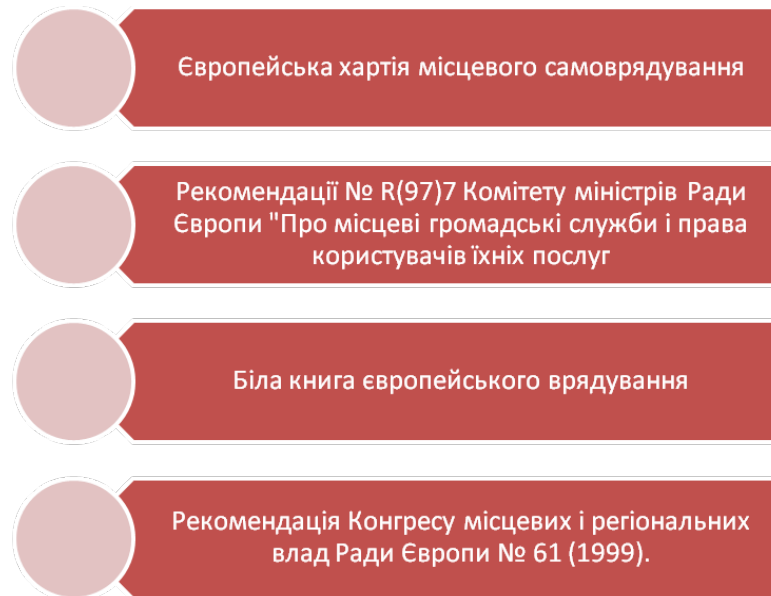 Європейська хартія місцевого самоврядування
Рекомендації № R(97)7 Комітету міністрів Ради
Європи "Про місцеві громадські служби і права
користувачів їхніх послуг
Біла книга європейського врядування
Рекомендація Конгресу місцевих і регіональних
влад Ради Європи № 61 (1999).